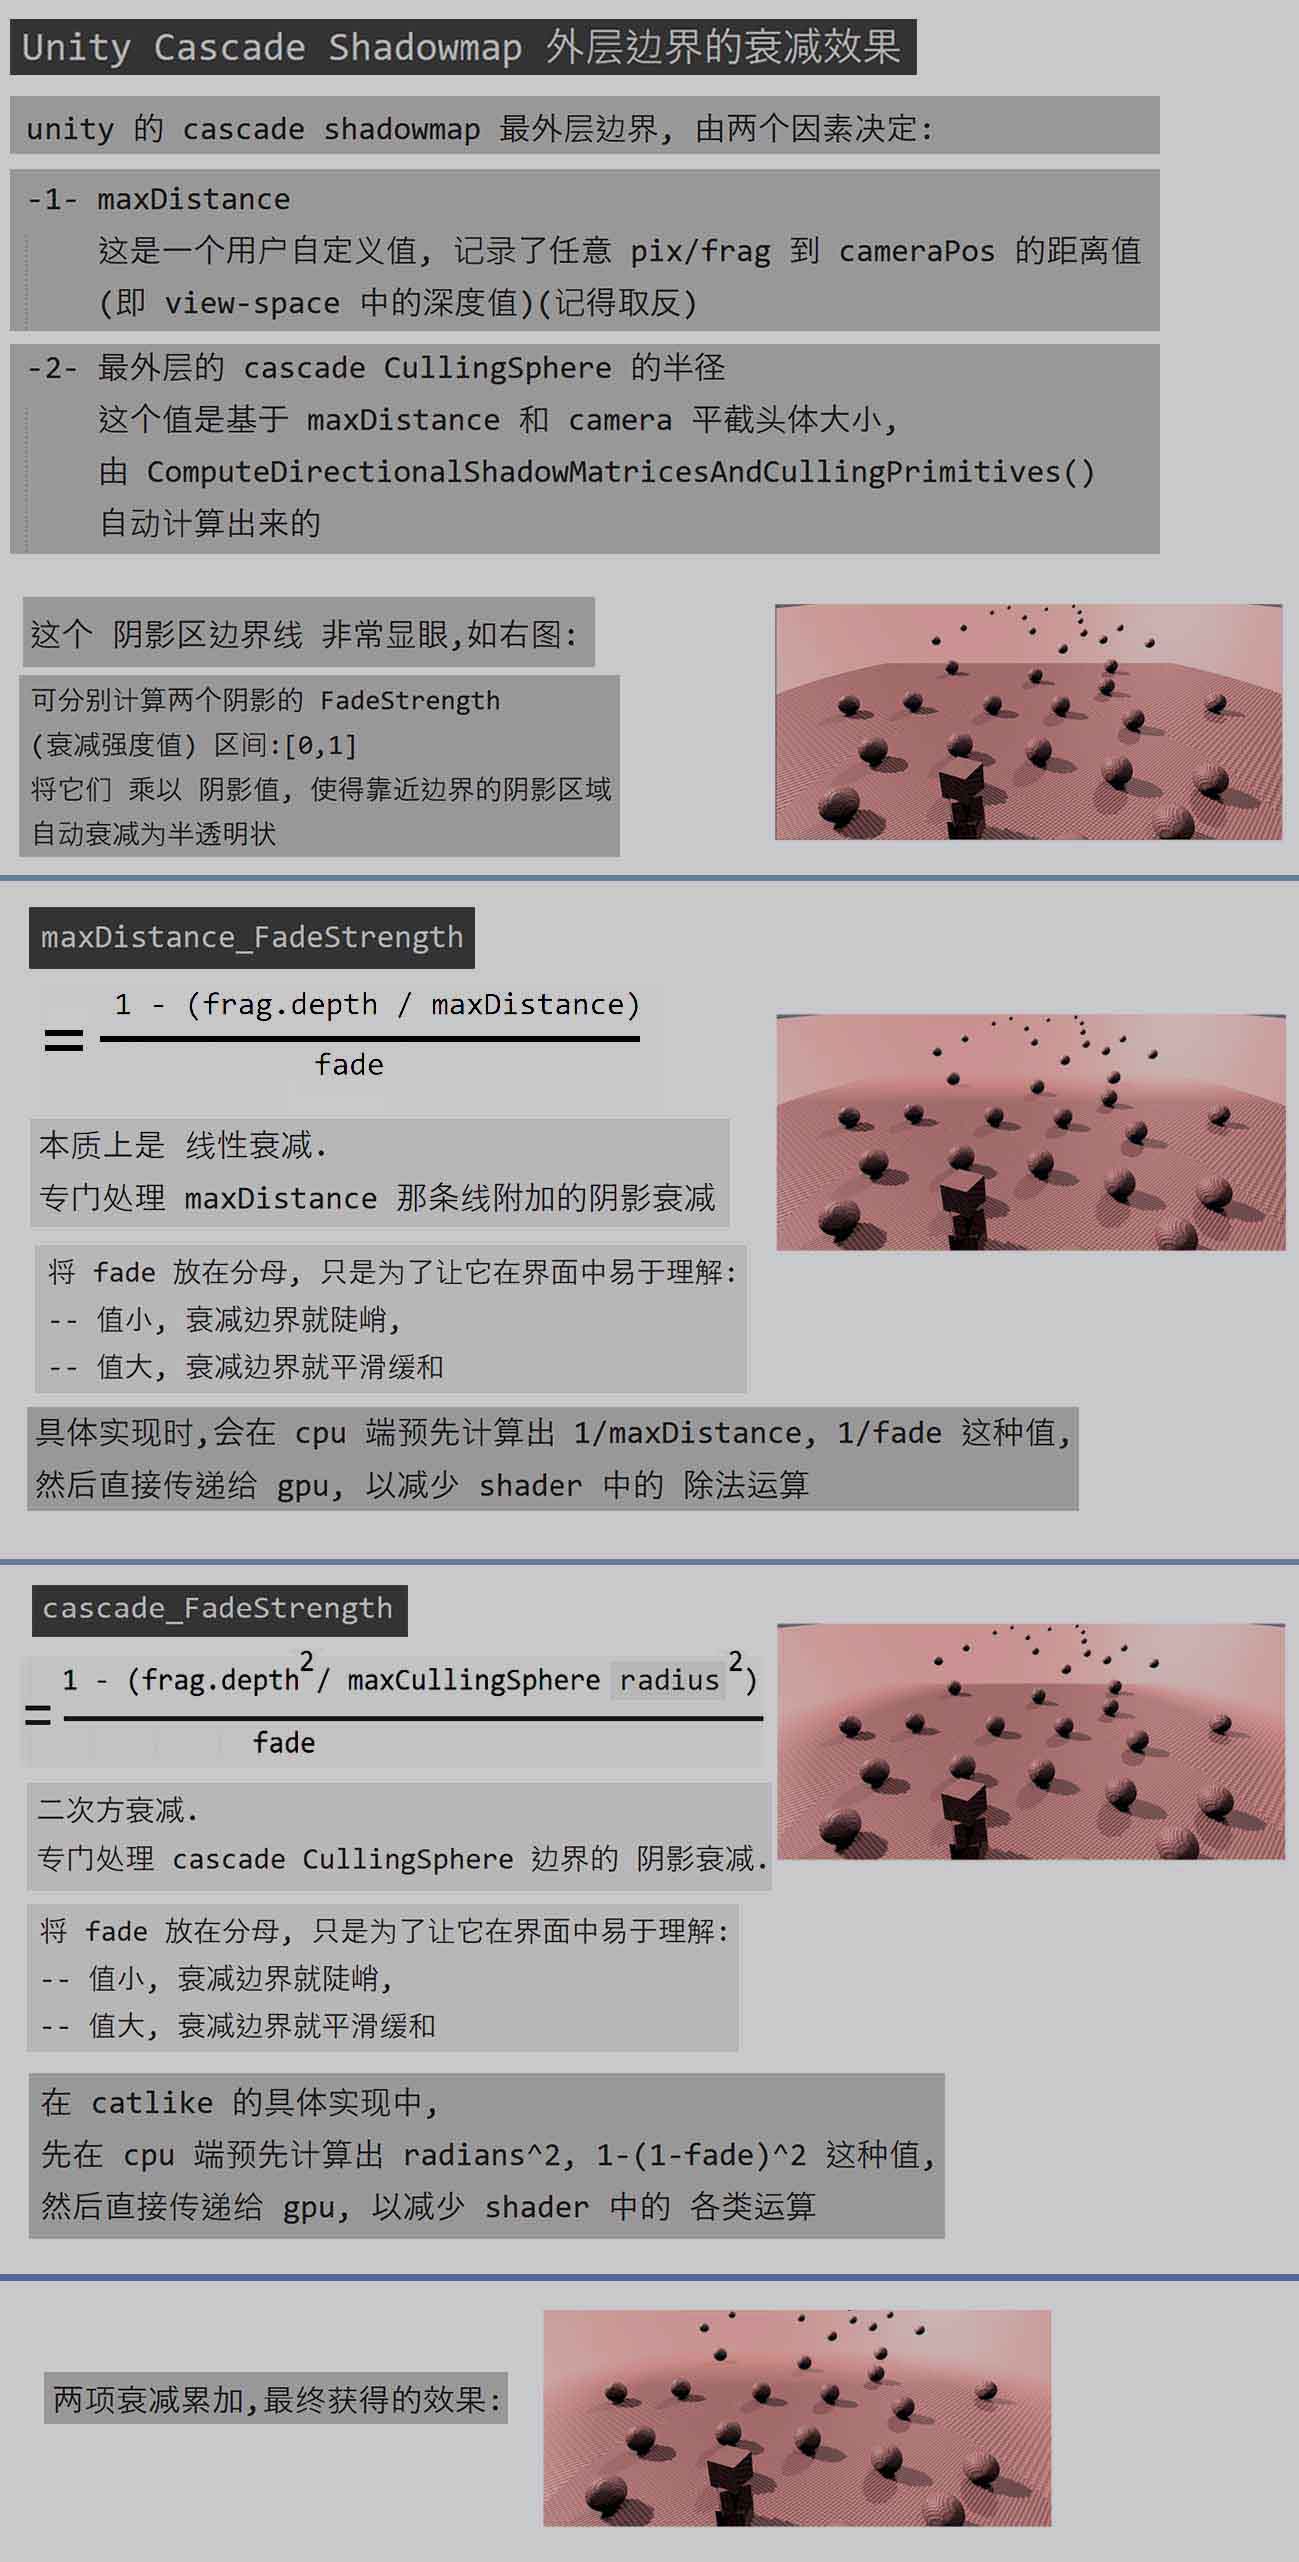 Unity Cascade Shadowmap 外层边界的衰减效果
unity 的 cascade shadowmap 最外层边界, 由两个因素决定:
-1- maxDistance
这是一个用户自定义值, 记录了任意 pix/frag 到 cameraPos 的距离值
(即 view-space 中的深度值)(记得取反)
-2- 最外层的 cascade CullingSphere 的半径
这个值是基于 maxDistance 和 camera 平截头体大小,
由 ComputeDirectionalShadowMatricesAndCullingPrimitives()
自动计算出来的
这个 阴影区边界线 非常显眼,如右图:
可分别计算两个阴影的 FadeStrength
(衰减强度值) 区间:[0,1]
将它们 乘以 阴影值, 使得靠近边界的阴影区域
自动衰减为半透明状
maxDistance_FadeStrength
1 - (frag.depth / maxDistance)
=
fade
本质上是 线性衰减.
专门处理 maxDistance 那条线附加的阴影衰减
将 fade 放在分母, 只是为了让它在界面中易于理解:
-- 值小, 衰减边界就陡峭,
-- 值大, 衰减边界就平滑缓和
具体实现时,会在 cpu 端预先计算出 1/maxDistance, 1/fade 这种值,
然后直接传递给 gpu, 以减少 shader 中的 除法运算
cascade_FadeStrength
1 - (frag.depth²/ maxCullingSphere radius²)
=
fade
二次方衰减.
专门处理 cascade CullingSphere 边界的 阴影衰减.
将 fade 放在分母, 只是为了让它在界面中易于理解:
-- 值小, 衰减边界就陡峭,
-- 值大, 衰减边界就平滑缓和
在 catlike 的具体实现中,
先在 cpu 端预先计算出 radians^2, 1-(1-fade)^2 这种值,
然后直接传递给 gpu, 以减少 shader 中的 各类运算
两项衰减累加,最终获得的效果: